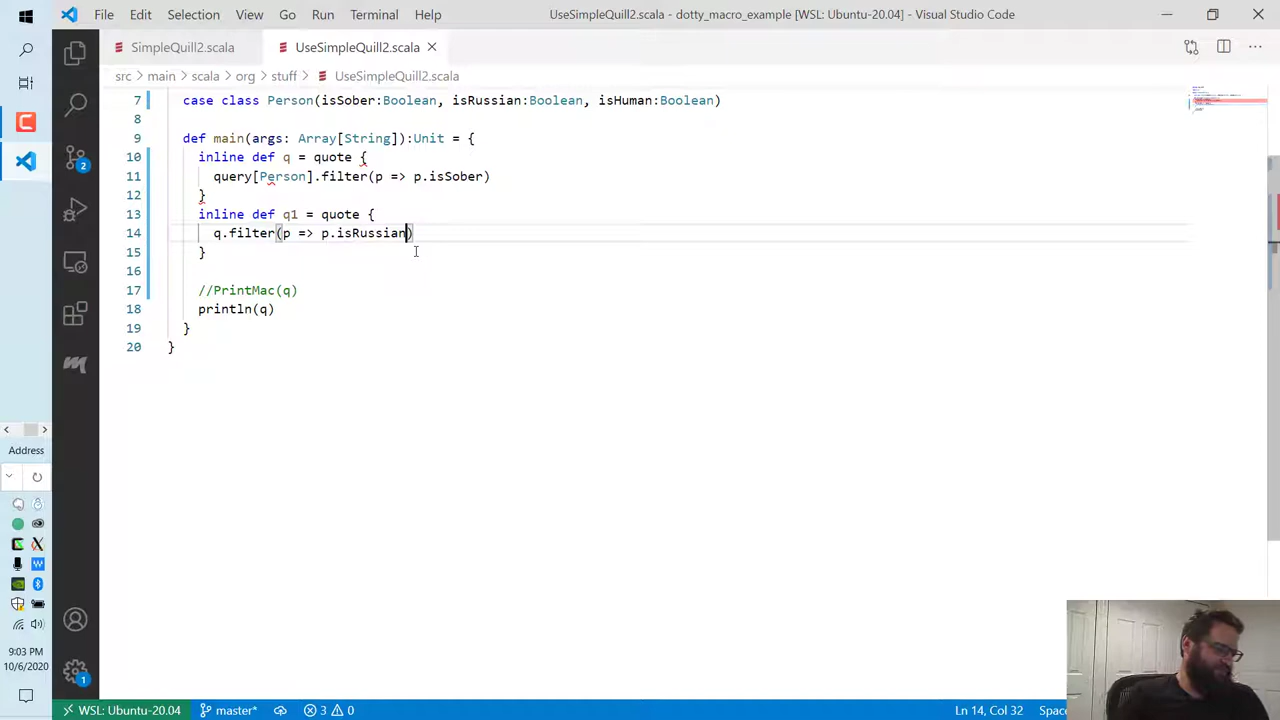 File Edit Selection View Go Run Terminal Help
UseSimpleQuill2.scala - dotty_macro_example [WSL: Ubuntu-20.04] - Visual Studio Code
SimpleQuill2.scala
UseSimpleQuill2.scala
src > main > scala > org > stuff > UseSimpleQuill2.scala
7 case class Person(isSober:Boolean, isRussian:Boolean, isHuman:Boolean)
8
9 def main(args: Array[String]):Unit = {
10 inline def q = quote {
11 query[Person].filter(p => p.isSober)
12 }
13 inline def q1 = quote {
14 q.filter(p => p.isRussian)
15 }
16
17 //PrintMac(q)
18 println(q)
19 }
20 }
2
Address
9:03 PM
10/6/2020
1
WSL: Ubuntu-20.04 master* 3 0 Ln 14, Col 32